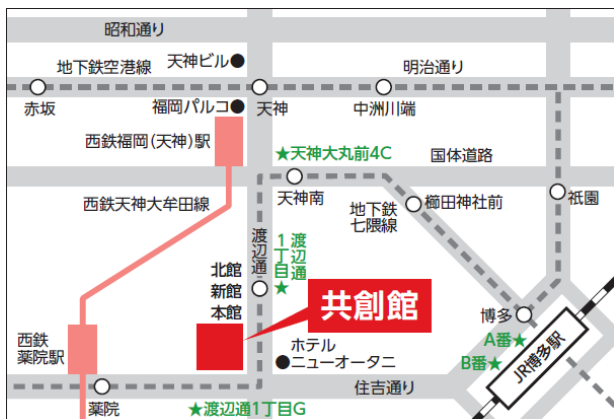 昭和通り
地下鉄空港線
天神ビル
明治通り
赤坂
福岡パルコ
天神
中洲川端
西鉄福岡(天神)駅
★天神大丸前4C
国体道路
西鉄天神大牟田線
天神南
地下鉄
七隈線
櫛田神社前
祇園
渡辺通
渡辺通
1丁目
★
北館
新館
本館
共創館
博多
A番★
B番★
JR博多駅
西鉄
薬院駅
ホテル
ニューオータニ
住吉通り
薬院
★渡辺通1丁目G